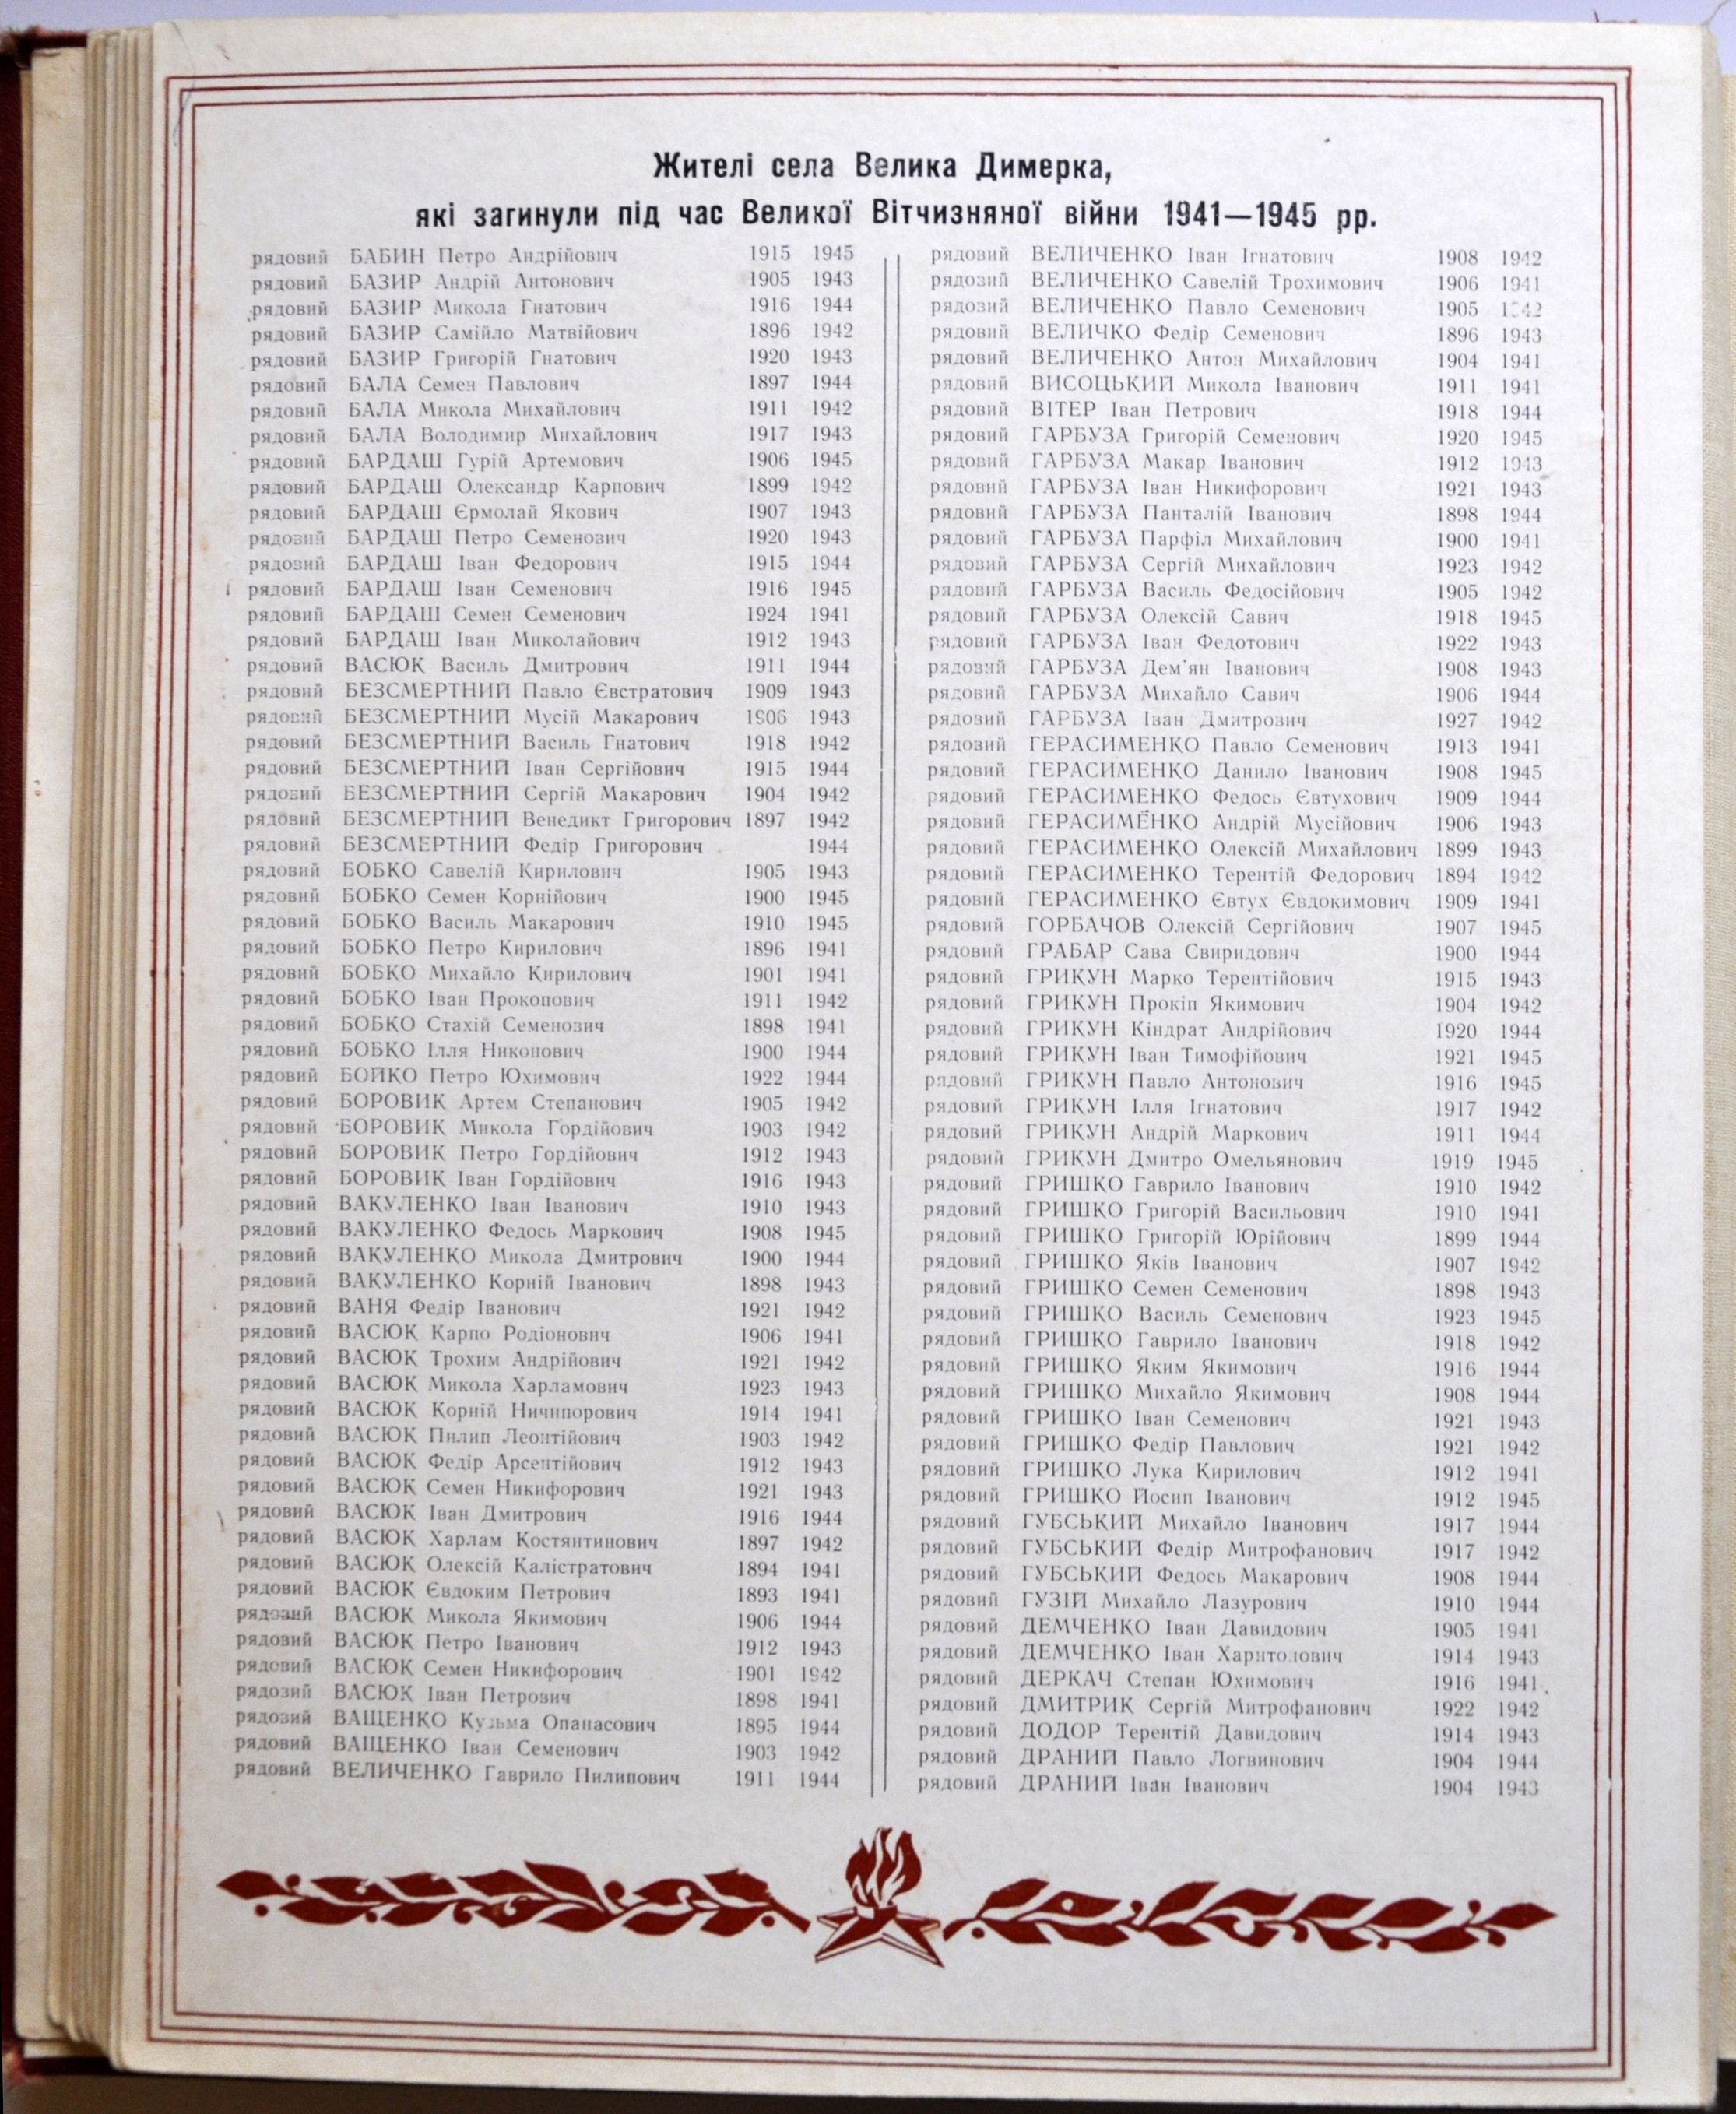 Жителі села Велика Димерка,
які загинули під час Великої Вітчизняної війни 1941—1945 рр.
рядовий БАБИН Петро Андрійович 1915 1945
рядовий БАЗИР Андрій Антонович 1905 1943
рядовий БАЗИР Микола Гнатович 1916 1944
рядовий БАЗИР Самійло Матвійович 1896 1942
рядовий БАЗИР Григорій Гнатович 1920 1943
рядовий БАЛА Семен Павлович 1897 1944
рядовий БАЛА Микола Михайлович 1911 1942
рядовий БАЛА Володимир Михайлович 1917 1943
рядовий БАРДАШ Гурій Артемович 1906 1945
рядовий БАРДАШ Олександр Карпович 1899 1942
рядовий БАРДАШ Єрмолай Якович 1907 1943
рядовий БАРДАШ Петро Семенович 1920 1943
рядовий БАРДАШ Іван Федорович 1915 1944
рядовий БАРДАШ Іван Семенович 1916 1945
рядовий БАРДАШ Семен Семенович 1924 1941
рядовий БАРДАШ Іван Миколайович 1912 1943
рядовий ВАСЮК Василь Дмитрович 1911 1944
рядовий БЕЗСМЕРТНИЙ Павло Євстратович 1909 1943
рядовий БЕЗСМЕРТНИЙ Мусій Макарович 1906 1943
рядовий БЕЗСМЕРТНИЙ Василь Гнатович 1918 1942
рядовий БЕЗСМЕРТНИЙ Іван Сергійович 1915 1944
рядовий БЕЗСМЕРТНИЙ Сергій Макарович 1904 1942
рядовий БЕЗСМЕРТНИЙ Венедикт Григорович 1897 1942
рядовий БЕЗСМЕРТНИЙ Федір Григорович 1944
рядовий БОБКО Савелій Кирилович 1905 1943
рядовий БОБКО Семен Корнійович 1900 1945
рядовий БОБКО Василь Макарович 1910 1945
рядовий БОБКО Петро Кирилович 1896 1941
рядовий БОБКО Михайло Кирилович 1901 1941
рядовий БОБКО Іван Прокопович 1911 1942
рядовий БОБКО Стахій Семенович 1898 1941
рядовий БОБКО Ілля Никонович 1900 1944
рядовий БОЙКО Петро Юхимович 1922 1944
рядовий БОРОВИК Артем Степанович 1905 1942
рядовий БОРОВИК Микола Гордійович 1903 1942
рядовий БОРОВИК Петро Гордійович 1912 1943
рядовий БОРОВИК Іван Гордійович 1916 1943
рядовий ВАКУЛЕНКО Іван Іванович 1910 1943
рядовий ВАКУЛЕНКО Федось Маркович 1908 1945
рядовий ВАКУЛЕНКО Микола Дмитрович 1900 1944
рядовий ВАКУЛЕНКО Корній Іванович 1898 1943
рядовий ВАНЯ Федір Іванович 1921 1942
рядовий ВАСЮК Карпо Родіонович 1906 1941
рядовий ВАСЮК Трохим Андрійович 1921 1942
рядовий ВАСЮК Микола Харламович 1923 1943
рядовий ВАСЮК Корній Ничипорович 1914 1941
рядовий ВАСЮК Пилип Леонтійович 1903 1942
рядовий ВАСЮК Федір Арсентійович 1912 1943
рядовий ВАСЮК Семен Никифорович 1921 1943
рядовий ВАСЮК Іван Дмитрович 1916 1944
рядовий ВАСЮК Харлам Костянтинович 1897 1942
рядовий ВАСЮК Олексій Калістратович 1894 1941
рядовий ВАСЮК Євдоким Петрович 1893 1941
рядовий ВАСЮК Микола Якимович 1906 1944
рядовий ВАСЮК Петро Іванович 1912 1943
рядовий ВАСЮК Семен Никифорович 1901 1942
рядовий ВАСЮК Іван Петрович 1898 1941
рядовий ВАЩЕНКО Кузьма Опанасович 1895 1944
рядовий ВАЩЕНКО Іван Семенович 1903 1942
рядовий ВЕЛИЧЕНКО Гаврило Пилипович 1911 1944
рядовий ВЕЛИЧЕНКО Іван Ігнатович 1908 1942
рядовий ВЕЛИЧЕНКО Савелій Трохимович 1906 1941
рядовий ВЕЛИЧЕНКО Павло Семенович 1905 1942
рядовий ВЕЛИЧКО Федір Семенович 1896 1943
рядовий ВЕЛИЧЕНКО Антон Михайлович 1904 1941
рядовий ВИСОЦЬКИЙ Микола Іванович 1911 1941
рядовий ВІТЕР Іван Петрович 1918 1944
рядовий ГАРБУЗА Григорій Семенович 1920 1945
рядовий ГАРБУЗА Макар Іванович 1912 1943
рядовий ГАРБУЗА Іван Никифорович 1921 1943
рядовий ГАРБУЗА Панталій Іванович 1898 1944
рядовий ГАРБУЗА Парфіл Михайлович 1900 1941
рядовий ГАРБУЗА Сергій Михайлович 1923 1942
рядовий ГАРБУЗА Василь Федосійович 1905 1942
рядовий ГАРБУЗА Олексій Савич 1918 1945
рядовий ГАРБУЗА Іван Федотович 1922 1943
рядовий ГАРБУЗА Дем'ян Іванович 1908 1943
рядовий ГАРБУЗА Михайло Савич 1906 1944
рядовий ГАРБУЗА Іван Дмитрович 1927 1942
рядовий ГЕРАСИМЕНКО Павло Семенович 1913 1941
рядовий ГЕРАСИМЕНКО Данило Іванович 1908 1945
рядовий ГЕРАСИМЕНКО Федось Євтухович 1909 1944
рядовий ГЕРАСИМЕНКО Андрій Мусійович 1906 1943
рядовий ГЕРАСИМЕНКО Олексій Михайлович 1899 1943
рядовий ГЕРАСИМЕНКО Терентій Федорович 1894 1942
рядовий ГЕРАСИМЕНКО Євтух Євдокимович 1909 1941
рядовий ГОРБАЧОВ Олексій Сергійович 1907 1945
рядовий ГРАБАР Сава Свиридович 1900 1944
рядовий ГРИКУН Марко Терентійович 1915 1943
рядовий ГРИКУН Прокіп Якимович 1904 1942
рядовий ГРИКУН Кіндрат Андрійович 1920 1944
рядовий ГРИКУН Іван Тимофійович 1921 1945
рядовий ГРИКУН Павло Антонович 1916 1945
рядовий ГРИКУН Ілля Ігнатович 1917 1942
рядовий ГРИКУН Андрій Маркович 1911 1944
рядовий ГРИКУН Дмитро Омельянович 1919 1945
рядовий ГРИШКО Гаврило Іванович 1910 1942
рядовий ГРИШКО Григорій Васильович 1910 1941
рядовий ГРИШКО Григорій Юрійович 1899 1944
рядовий ГРИШКО Яків Іванович 1907 1942
рядовий ГРИШКО Семен Семенович 1898 1943
рядовий ГРИШКО Василь Семенович 1923 1945
рядовий ГРИШКО Гаврило Іванович 1918 1942
рядовий ГРИШКО Яким Якимович 1916 1944
рядовий ГРИШКО Михайло Якимович 1908 1944
рядовий ГРИШКО Іван Семенович 1921 1943
рядовий ГРИШКО Федір Павлович 1921 1942
рядовий ГРИШКО Лука Кирилович 1912 1941
рядовий ГРИШКО Йосип Іванович 1912 1945
рядовий ГУБСЬКИЙ Михайло Іванович 1917 1944
рядовий ГУБСЬКИЙ Федір Митрофанович 1917 1942
рядовий ГУБСЬКИЙ Федось Макарович 1908 1944
рядовий ГУЗІЙ Михайло Лазурович 1910 1944
рядовий ДЕМЧЕНКО Іван Давидович 1905 1941
рядовий ДЕМЧЕНКО Іван Харитонович 1914 1943
рядовий ДЕРКАЧ Степан Юхимович 1916 1941
рядовий ДМИТРИК Сергій Митрофанович 1922 1942
рядовий ДОДОР Терентій Давидович 1914 1943
рядовий ДРАНИЙ Павло Логвинович 1904 1944
рядовий ДРАНИЙ Іван Іванович 1904 1943